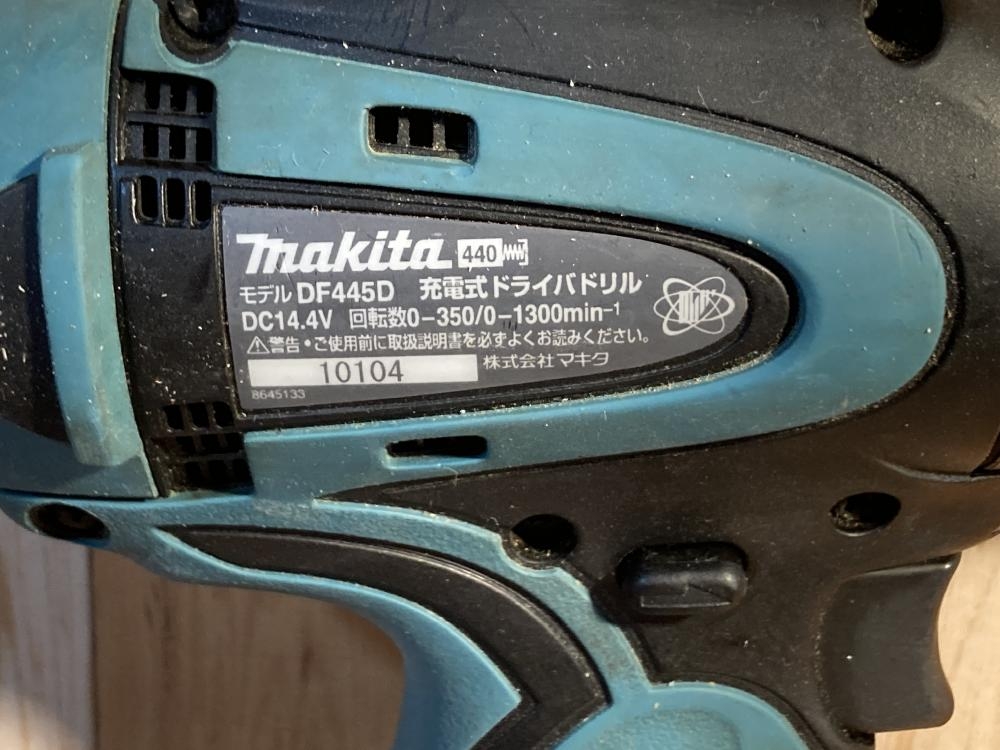 makita 440
モデル DF445D 充電式ドライバドリル
DC14.4V 回転数0-350/0-1300min-1
警告・ご使用前に取扱説明書を必ずよくお読みください。
10104 株式会社マキタ
8645133